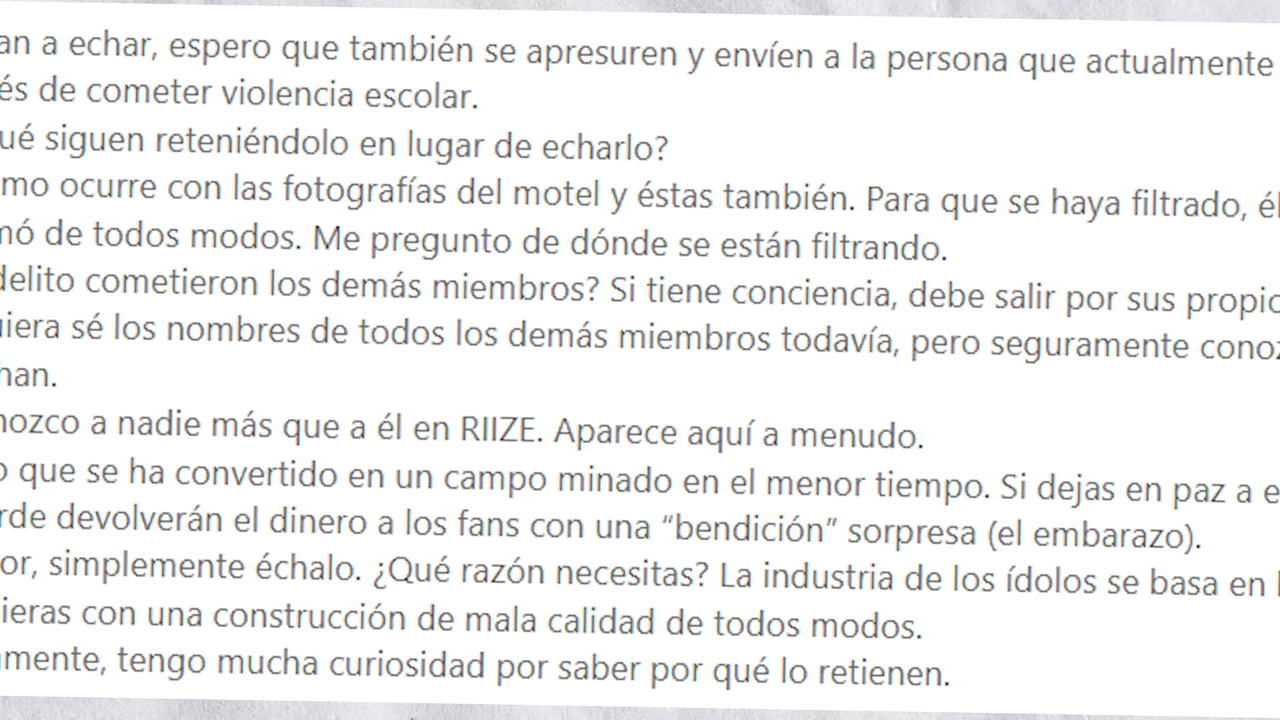 an a echar, espero que también se apresuren y envíen a la persona que actualmente
és de cometer violencia escolar.
ué siguen reteniéndolo en lugar de echarlo?
mo ocurre con las fotografías del motel y éstas también. Para que se haya filtrado, él
mó de todos modos. Me pregunto de dónde se están filtrando.
delito cometieron los demás miembros? Si tiene conciencia, debe salir por sus propio
uiera sé los nombres de todos los demás miembros todavía, pero seguramente conoz
han.
nozco a nadie más que a él en RIIZE. Aparece aquí a menudo.
o que se ha convertido en un campo minado en el menor tiempo. Si dejas en paz a e
rde devolverán el dinero a los fans con una “bendición” sorpresa (el embarazo).
or, simplemente échalo. ¿Qué razón necesitas? La industria de los ídolos se basa en l
ieras con una construcción de mala calidad de todos modos.
amente, tengo mucha curiosidad por saber por qué lo retienen.